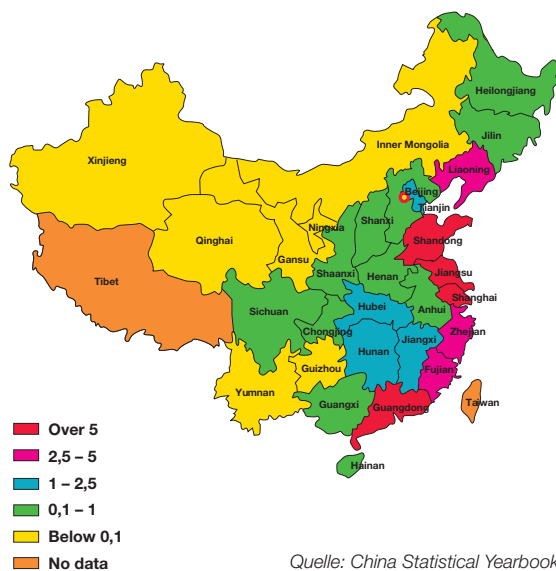 Heilongjiang
Jilin
Inner Mongolia
Liaoning
Xinjieng
Beijing
Tianjin
Ningxia
Shanxi
Qinghai
Shandong
Gansu
Shaanxi
Henan
Jiangsu
Tibet
Shanghai
Sichuan
Hubei
Anhui
Chongjing
Zhejian
Hunan
Jiangxi
Guizhou
Fujian
Yumnan
Guangxi
Guangdong
Taiwan
Hainan
Over 5
2,5 – 5
1 – 2,5
0,1 – 1
Below 0,1
No data
Quelle: China Statistical Yearbook